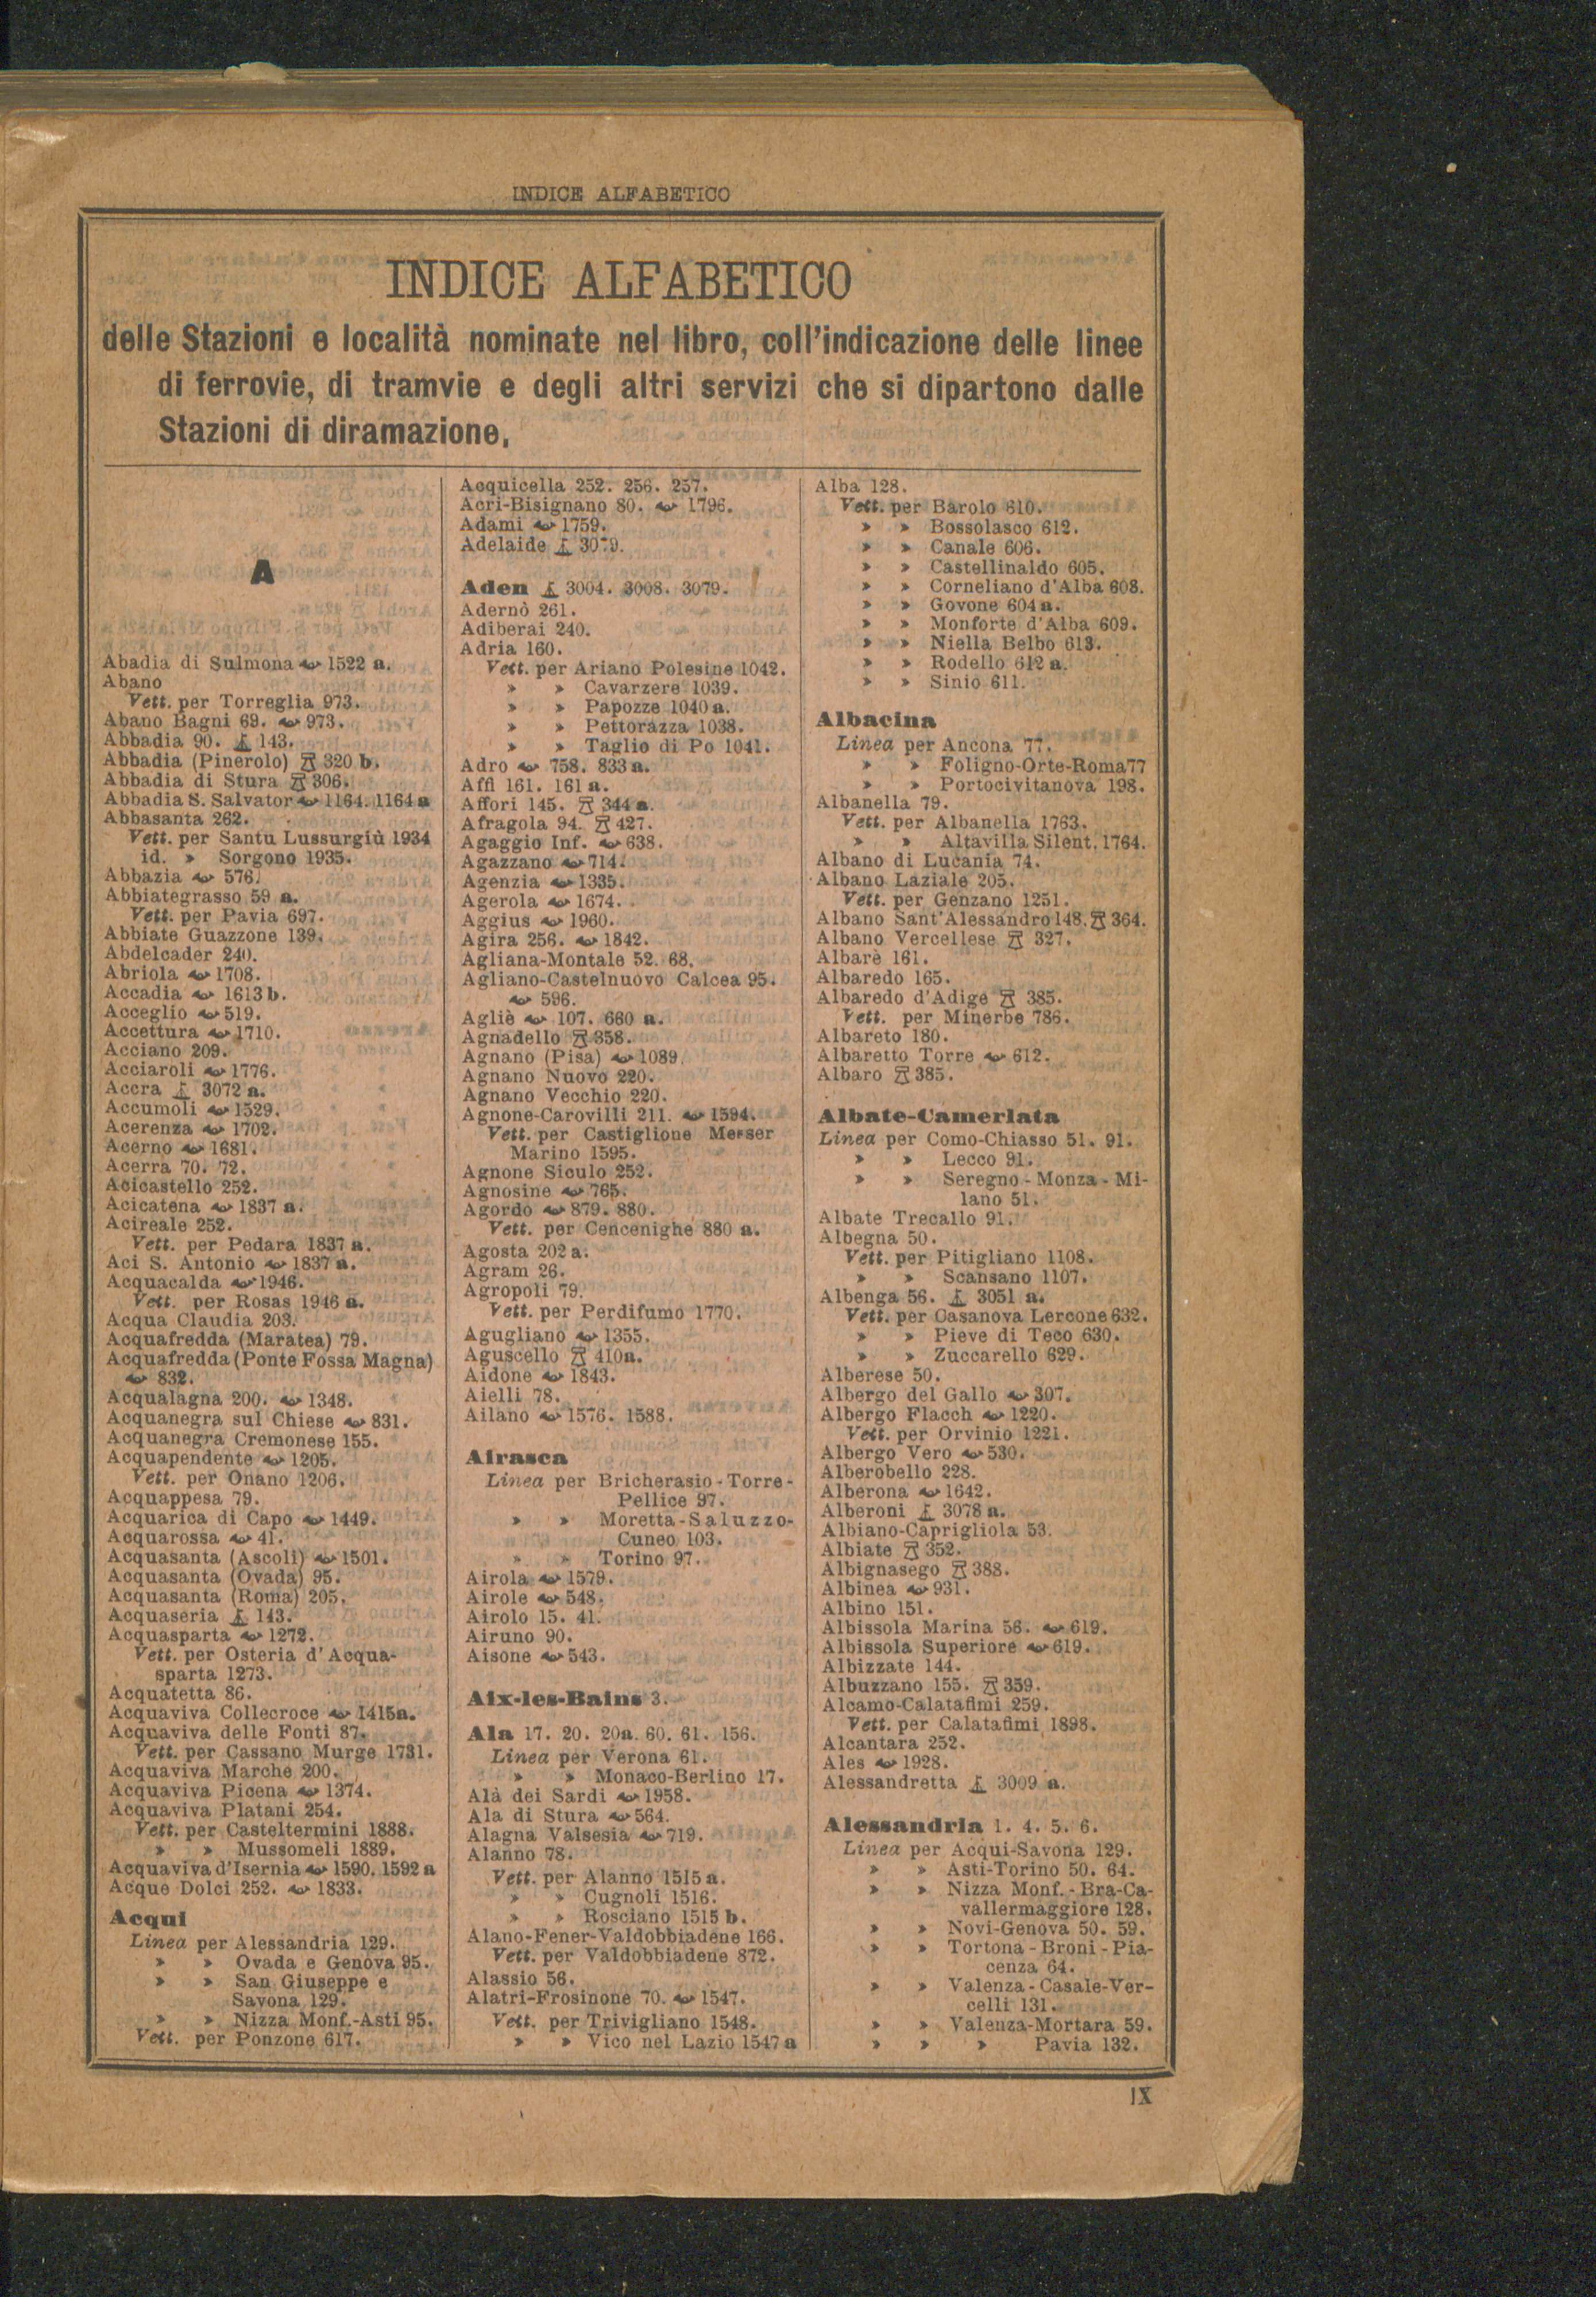 INDICE ALFABETICO
INDICE ALFABETICO
delle Stazioni e località nominate nel libro, coll'indicazione delle linee
di ferrovie, di tramvie e degli altri servizi che si dipartono dalle
Stazioni di diramazione.
A
Abadia di Sulmona 1522 a.
Abano
Vett. per Torreglia 973.
Abano Bagni 69. 973.
Abbadia 90. 143.
Abbadia (Pinerolo) 320 b.
Abbadia di Stura 306.
Abbadia S. Salvator 1164. 1164 a
Abbasanta 262.
Vett. per Santu Lussurgiù 1934
id. » Sorgono 1935.
Abbazia 576.
Abbiategrasso 59 a.
Vett. per Pavia 697.
Abbiate Guazzone 139.
Abdelcader 240.
Abriola 1708.
Accadia 1613 b.
Acceglio 519.
Accettura 1710.
Acciano 209.
Acciaroli 1776.
Accra 3072 a.
Accumoli 1529.
Acerenza 1702.
Acerno 1681.
Acerra 70. 72.
Acicastello 252.
Acicatena 1837 a.
Acireale 252.
Vett. per Pedara 1837 a.
Aci S. Antonio 1837 a.
Acquacalda 1946.
Vett. per Rosas 1946 a.
Acqua Claudia 203.
Acquafredda (Maratea) 79.
Acquafredda (Ponte Fossa Magna)
832.
Acqualagna 200. 1348.
Acquanegra sul Chiese 831.
Acquanegra Cremonese 155.
Acquapendente 1205.
Vett. per Onano 1206.
Acquappesa 79.
Acquarica di Capo 1449.
Acquarossa 41.
Acquasanta (Ascoli) 1501.
Acquasanta (Ovada) 95.
Acquasanta (Roma) 205.
Acquaseria 143.
Acquasparta 1272.
Vett. per Osteria d'Acqua-
sparta 1273.
Acquatetta 86.
Acquaviva Collecroce 1415a.
Acquaviva delle Fonti 87.
Vett. per Cassano Murge 1731.
Acquaviva Marche 200.
Acquaviva Picena 1374.
Acquaviva Platani 254.
Vett. per Casteltermini 1888.
» » Mussomeli 1889.
Acquaviva d'Isernia 1590. 1592 a
Acque Dolci 252. 1833.
Acqui
Linea per Alessandria 129.
» » Ovada e Genova 95.
» » San Giuseppe e
Savona 129.
» » Nizza Monf.-Asti 95.
Vett. per Ponzone 617.
Acquicella 252. 256. 257.
Acri-Bisignano 80. 1796.
Adami 1759.
Adelaide 3079.
Aden 3004. 3008. 3079.
Adernò 261.
Adiberai 240.
Adria 160.
Vett. per Ariano Polesine 1042.
» » Cavarzere 1039.
» » Papozze 1040 a.
» » Pettorazza 1038.
» » Taglio di Po 1041.
Adro 758. 833 a.
Affi 161. 161 a.
Affori 145. 344 a.
Afragola 94. 427.
Agaggio Inf. 638.
Agazzano 714.
Agenzia 1335.
Agerola 1674.
Aggius 1960.
Agira 256. 1842.
Agliana-Montale 52. 68.
Agliano-Castelnuovo Calcea 95.
596.
Agliè 107. 660 a.
Agnadello 358.
Agnano (Pisa) 1089.
Agnano Nuovo 220.
Agnano Vecchio 220.
Agnone-Carovilli 211. 1594.
Vett. per Castiglione Messer
Marino 1595.
Agnone Siculo 252.
Agnosine 765.
Agordo 879. 880.
Vett. per Cencenighe 880 a.
Agosta 202 a.
Agram 26.
Agropoli 79.
Vett. per Perdifumo 1770.
Agugliano 1355.
Aguscello 410a.
Aidone 1843.
Aielli 78.
Ailano 1576. 1588.
Airasca
Linea per Bricherasio-Torre-
Pellice 97.
» » Moretta-Saluzzo-
Cuneo 103.
» » Torino 97.
Airola 1579.
Airole 548.
Airolo 15. 41.
Airuno 90.
Aisone 543.
Aix-les-Bains 3.
Ala 17. 20. 20a. 60. 61. 156.
Linea per Verona 61.
» » Monaco-Berlino 17.
Alà dei Sardi 1958.
Ala di Stura 564.
Alagna Valsesia 719.
Alanno 78.
Vett. per Alanno 1515 a.
» » Cugnoli 1516.
» » Rosciano 1515 b.
Alano-Fener-Valdobbiadene 166.
Vett. per Valdobbiadene 872.
Alassio 56.
Alatri-Frosinone 70. 1547.
Vett. per Trivigliano 1548.
» » Vico nel Lazio 1547 a
Alba 128.
Vett. per Barolo 610.
» » Bossolasco 612.
» » Canale 606.
» » Castellinaldo 605.
» » Corneliano d'Alba 608.
» » Govone 604 a.
» » Monforte d'Alba 609.
» » Niella Belbo 613.
» » Rodello 612 a.
» » Sinio 611.
Albacina
Linea per Ancona 77.
» » Foligno-Orte-Roma 77
» » Portocivitanova 198.
Albanella 79.
Vett. per Albanella 1763.
» Altavilla Silent. 1764.
Albano di Lucania 74.
Albano Laziale 205.
Vett. per Genzano 1251.
Albano Sant'Alessandro 148. 364.
Albano Vercellese 327.
Albarè 161.
Albaredo 165.
Albaredo d'Adige 385.
Vett. per Minerbe 786.
Albareto 180.
Albaretto Torre 612.
Albaro 385.
Albate-Camerlata
Linea per Como-Chiasso 51. 91.
» » Lecco 91.
» » Seregno - Monza - Mi-
lano 51.
Albate Trecallo 91.
Albegna 50.
Vett. per Pitigliano 1108.
» » Scansano 1107.
Albenga 56. 3051 a.
Vett. per Casanova Lercone 632.
» » Pieve di Teco 630.
» » Zuccarello 629.
Alberese 50.
Albergo del Gallo 307.
Albergo Flacch 1220.
Vett. per Orvinio 1221.
Albergo Vero 530.
Alberobello 228.
Alberona 1642.
Alberoni 3078 a.
Albiano-Caprigliola 53.
Albiate 352.
Albignasego 388.
Albinea 931.
Albino 151.
Albissola Marina 56. 619.
Albissola Superiore 619.
Albizzate 144.
Albuzzano 155. 359.
Alcamo-Calatafimi 259.
Vett. per Calatafimi 1898.
Alcantara 252.
Ales 1928.
Alessandretta 3009 a.
Alessandria 1. 4. 5. 6.
Linea per Acqui-Savona 129.
» » Asti-Torino 50. 64.
» » Nizza Monf. - Bra-Ca-
vallermaggiore 128.
» » Novi-Genova 50. 59.
» » Tortona - Broni - Pia-
cenza 64.
» » Valenza - Casale-Ver-
celli 131.
» » Valenza-Mortara 59.
» » » Pavia 132.
IX